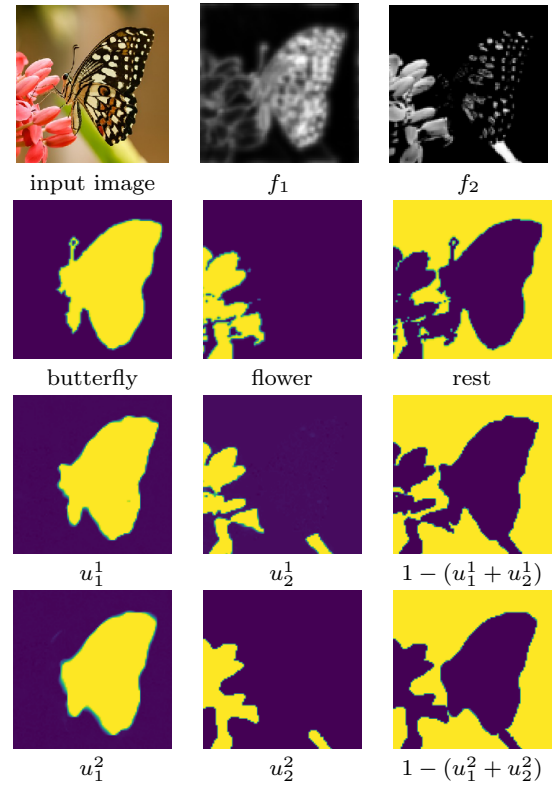 input image f₁ f₂
butterfly flower rest
u₁¹ u₂¹ 1 − (u₁¹ + u₂¹)
u₁² u₂² 1 − (u₁² + u₂²)